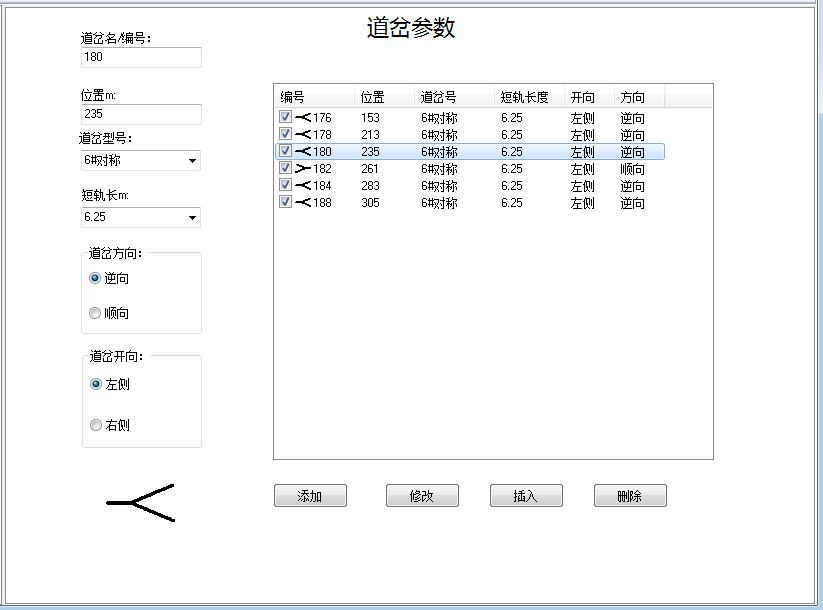 道岔参数
道岔名/编号：
180
位置m:
235
道岔型号：
6#对称
短轨长m:
6.25
道岔方向：
逆向
顺向
道岔开向：
左侧
右侧
编号 位置 道岔号 短轨长度 开向 方向
176 153 6#对称 6.25 左侧 逆向
178 213 6#对称 6.25 左侧 逆向
180 235 6#对称 6.25 左侧 逆向
182 261 6#对称 6.25 左侧 顺向
184 283 6#对称 6.25 左侧 逆向
188 305 6#对称 6.25 左侧 逆向
添加 修改 插入 删除